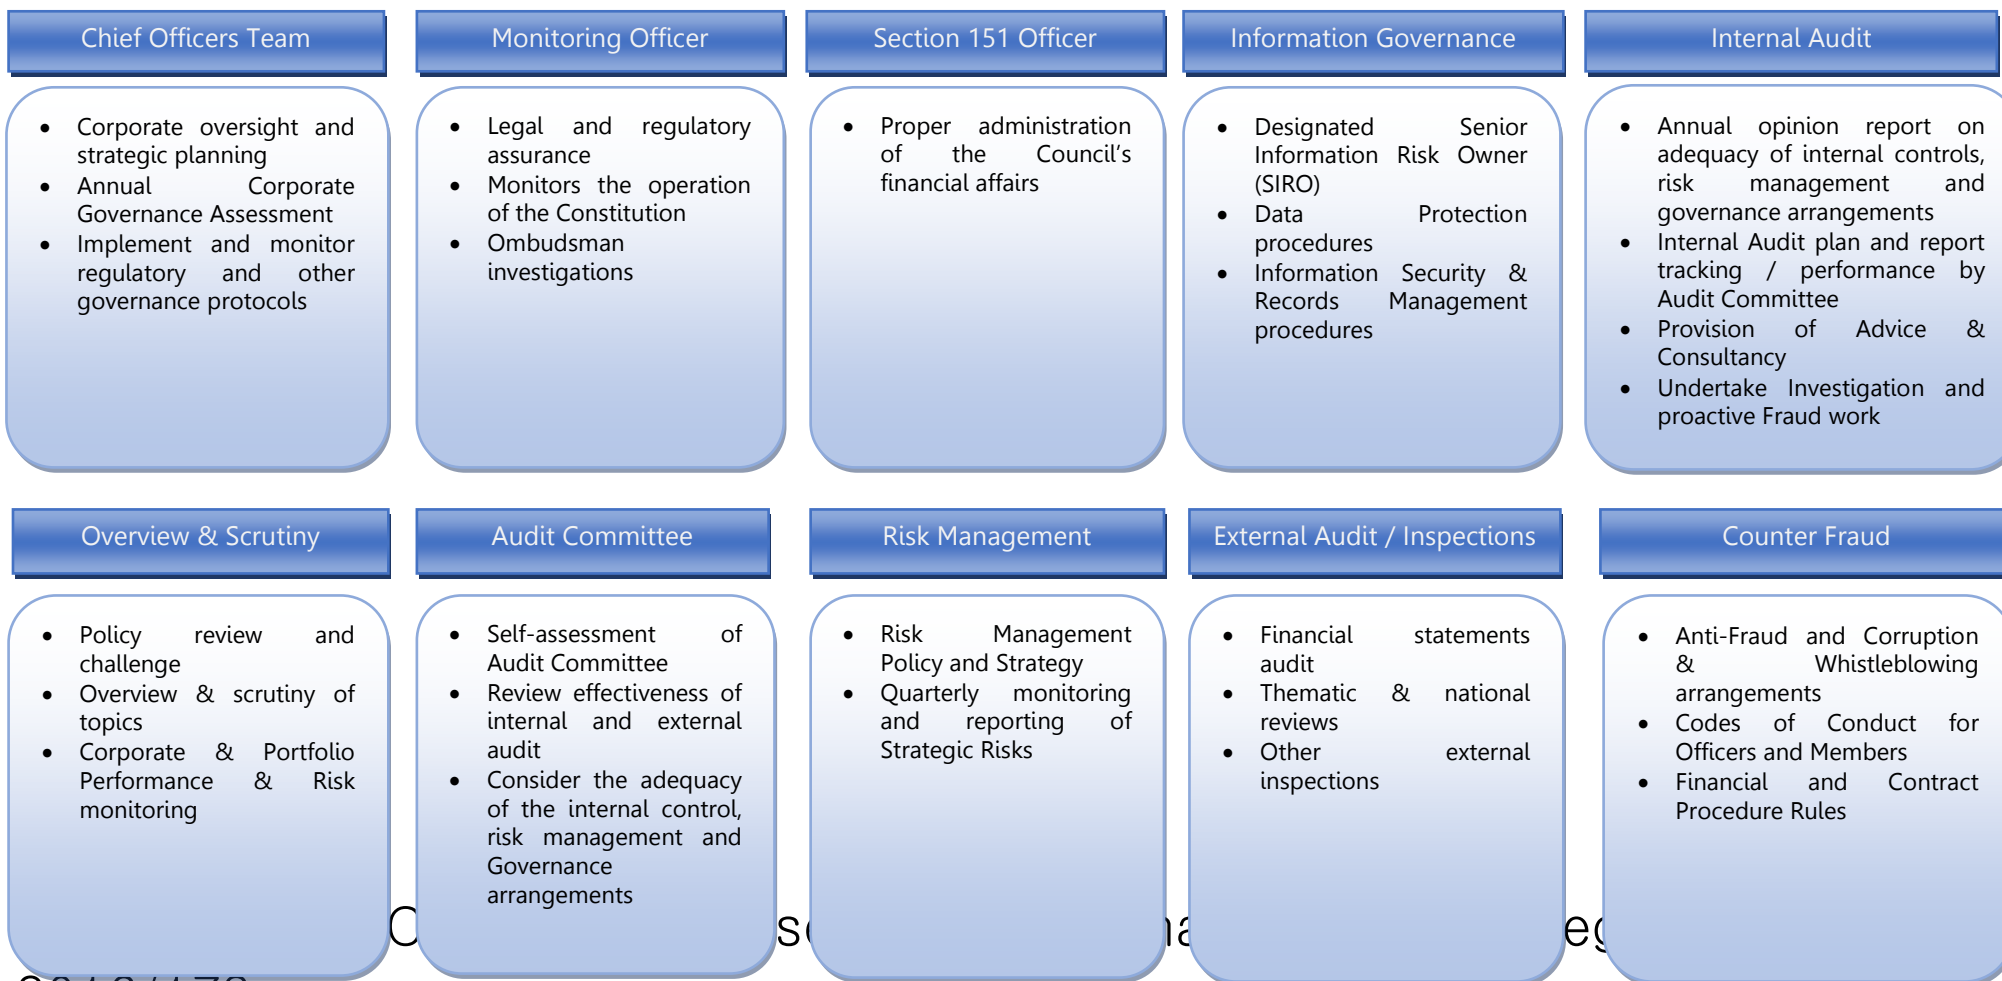 Chief Officers Team
Corporate oversight and
strategic planning
Annual Corporate
Governance Assessment
Implement and monitor
regulatory and other
governance protocols
Monitoring Officer
Legal and regulatory
assurance
Monitors the operation
of the Constitution
Ombudsman
investigations
Section 151 Officer
Proper administration
of the Council's
financial affairs
Information Governance
Designated Senior
Information Risk Owner
(SIRO)
Data Protection
procedures
Information Security &
Records Management
procedures
Internal Audit
Annual opinion report on
adequacy of internal controls,
risk management and
governance arrangements
Internal Audit plan and report
tracking / performance by
Audit Committee
Provision of Advice &
Consultancy
Undertake Investigation and
proactive Fraud work
Overview & Scrutiny
Policy review and
challenge
Overview & scrutiny of
topics
Corporate & Portfolio
Performance & Risk
monitoring
Audit Committee
Self-assessment of
Audit Committee
Review effectiveness of
internal and external
audit
Consider the adequacy
of the internal control,
risk management and
Governance
arrangements
Risk Management
Risk Management
Policy and Strategy
Quarterly monitoring
and reporting of
Strategic Risks
External Audit / Inspections
Financial statements
audit
Thematic & national
reviews
Other external
inspections
Counter Fraud
Anti-Fraud and Corruption
& Whistleblowing
arrangements
Codes of Conduct for
Officers and Members
Financial and Contract
Procedure Rules